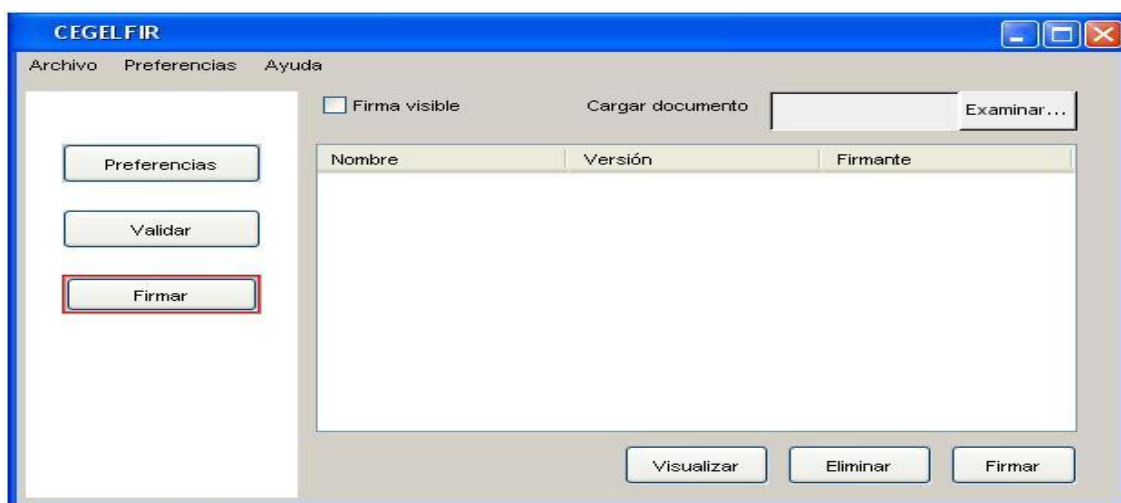 CEGELFIR
Archivo Preferencias Ayuda
Firma visible Cargar documento Examinar...
Preferencias
Validar
Firmar
Nombre Versión Firmante
Visualizar Eliminar Firmar